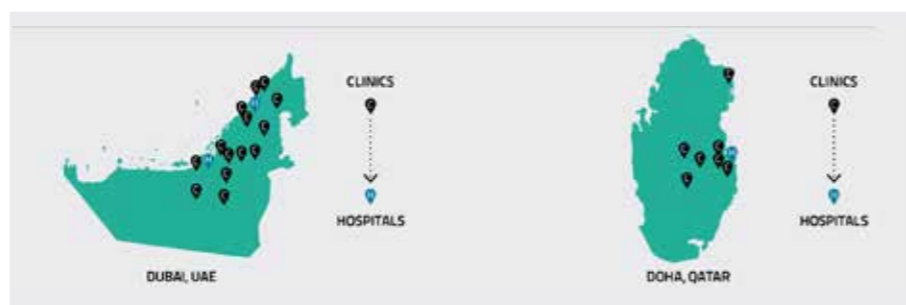 CLINICS
C
HOSPITALS
DUBAI, UAE
CLINICS
C
HOSPITALS
DOHA, QATAR